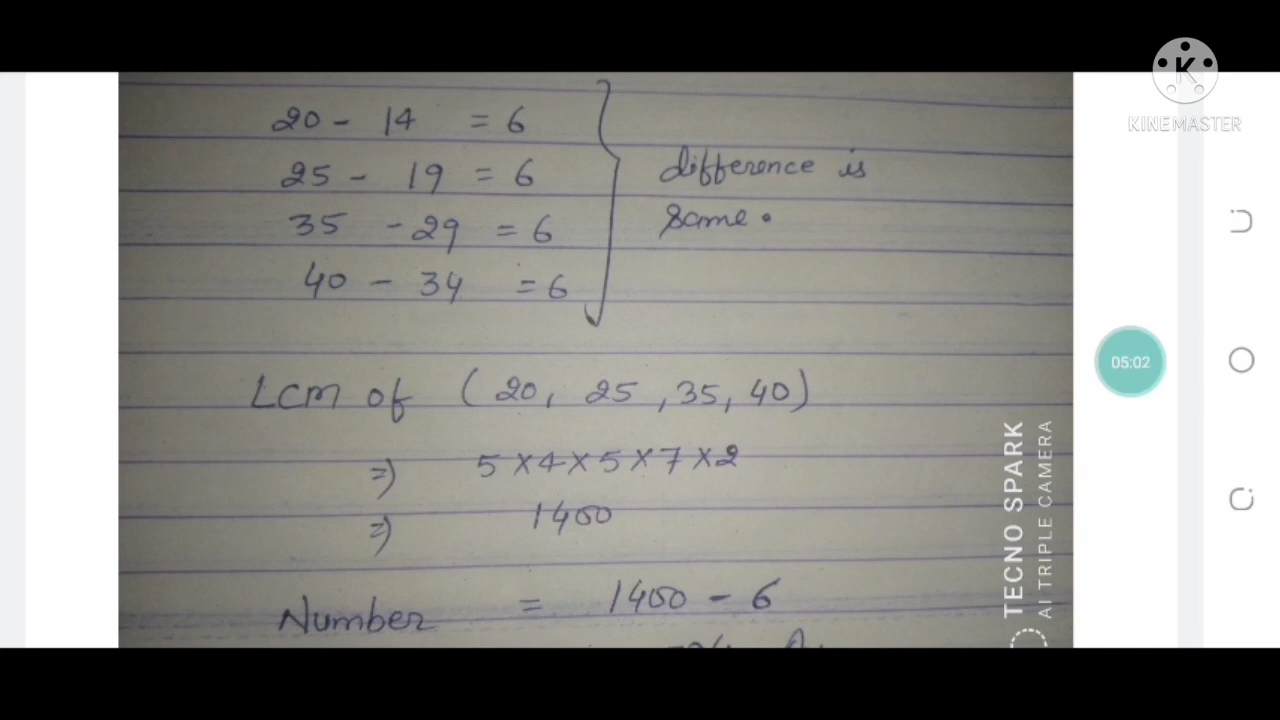 20 - 14 = 6
25 - 19 = 6
35 - 29 = 6
40 - 34 = 6
difference is
same.
LCM of (20, 25, 35, 40)
=) 5×4×5×7×2
=) 1400
Number = 1400 - 6
KINEMASTER
05:02
TECNO SPARK
AI TRIPLE CAMERA